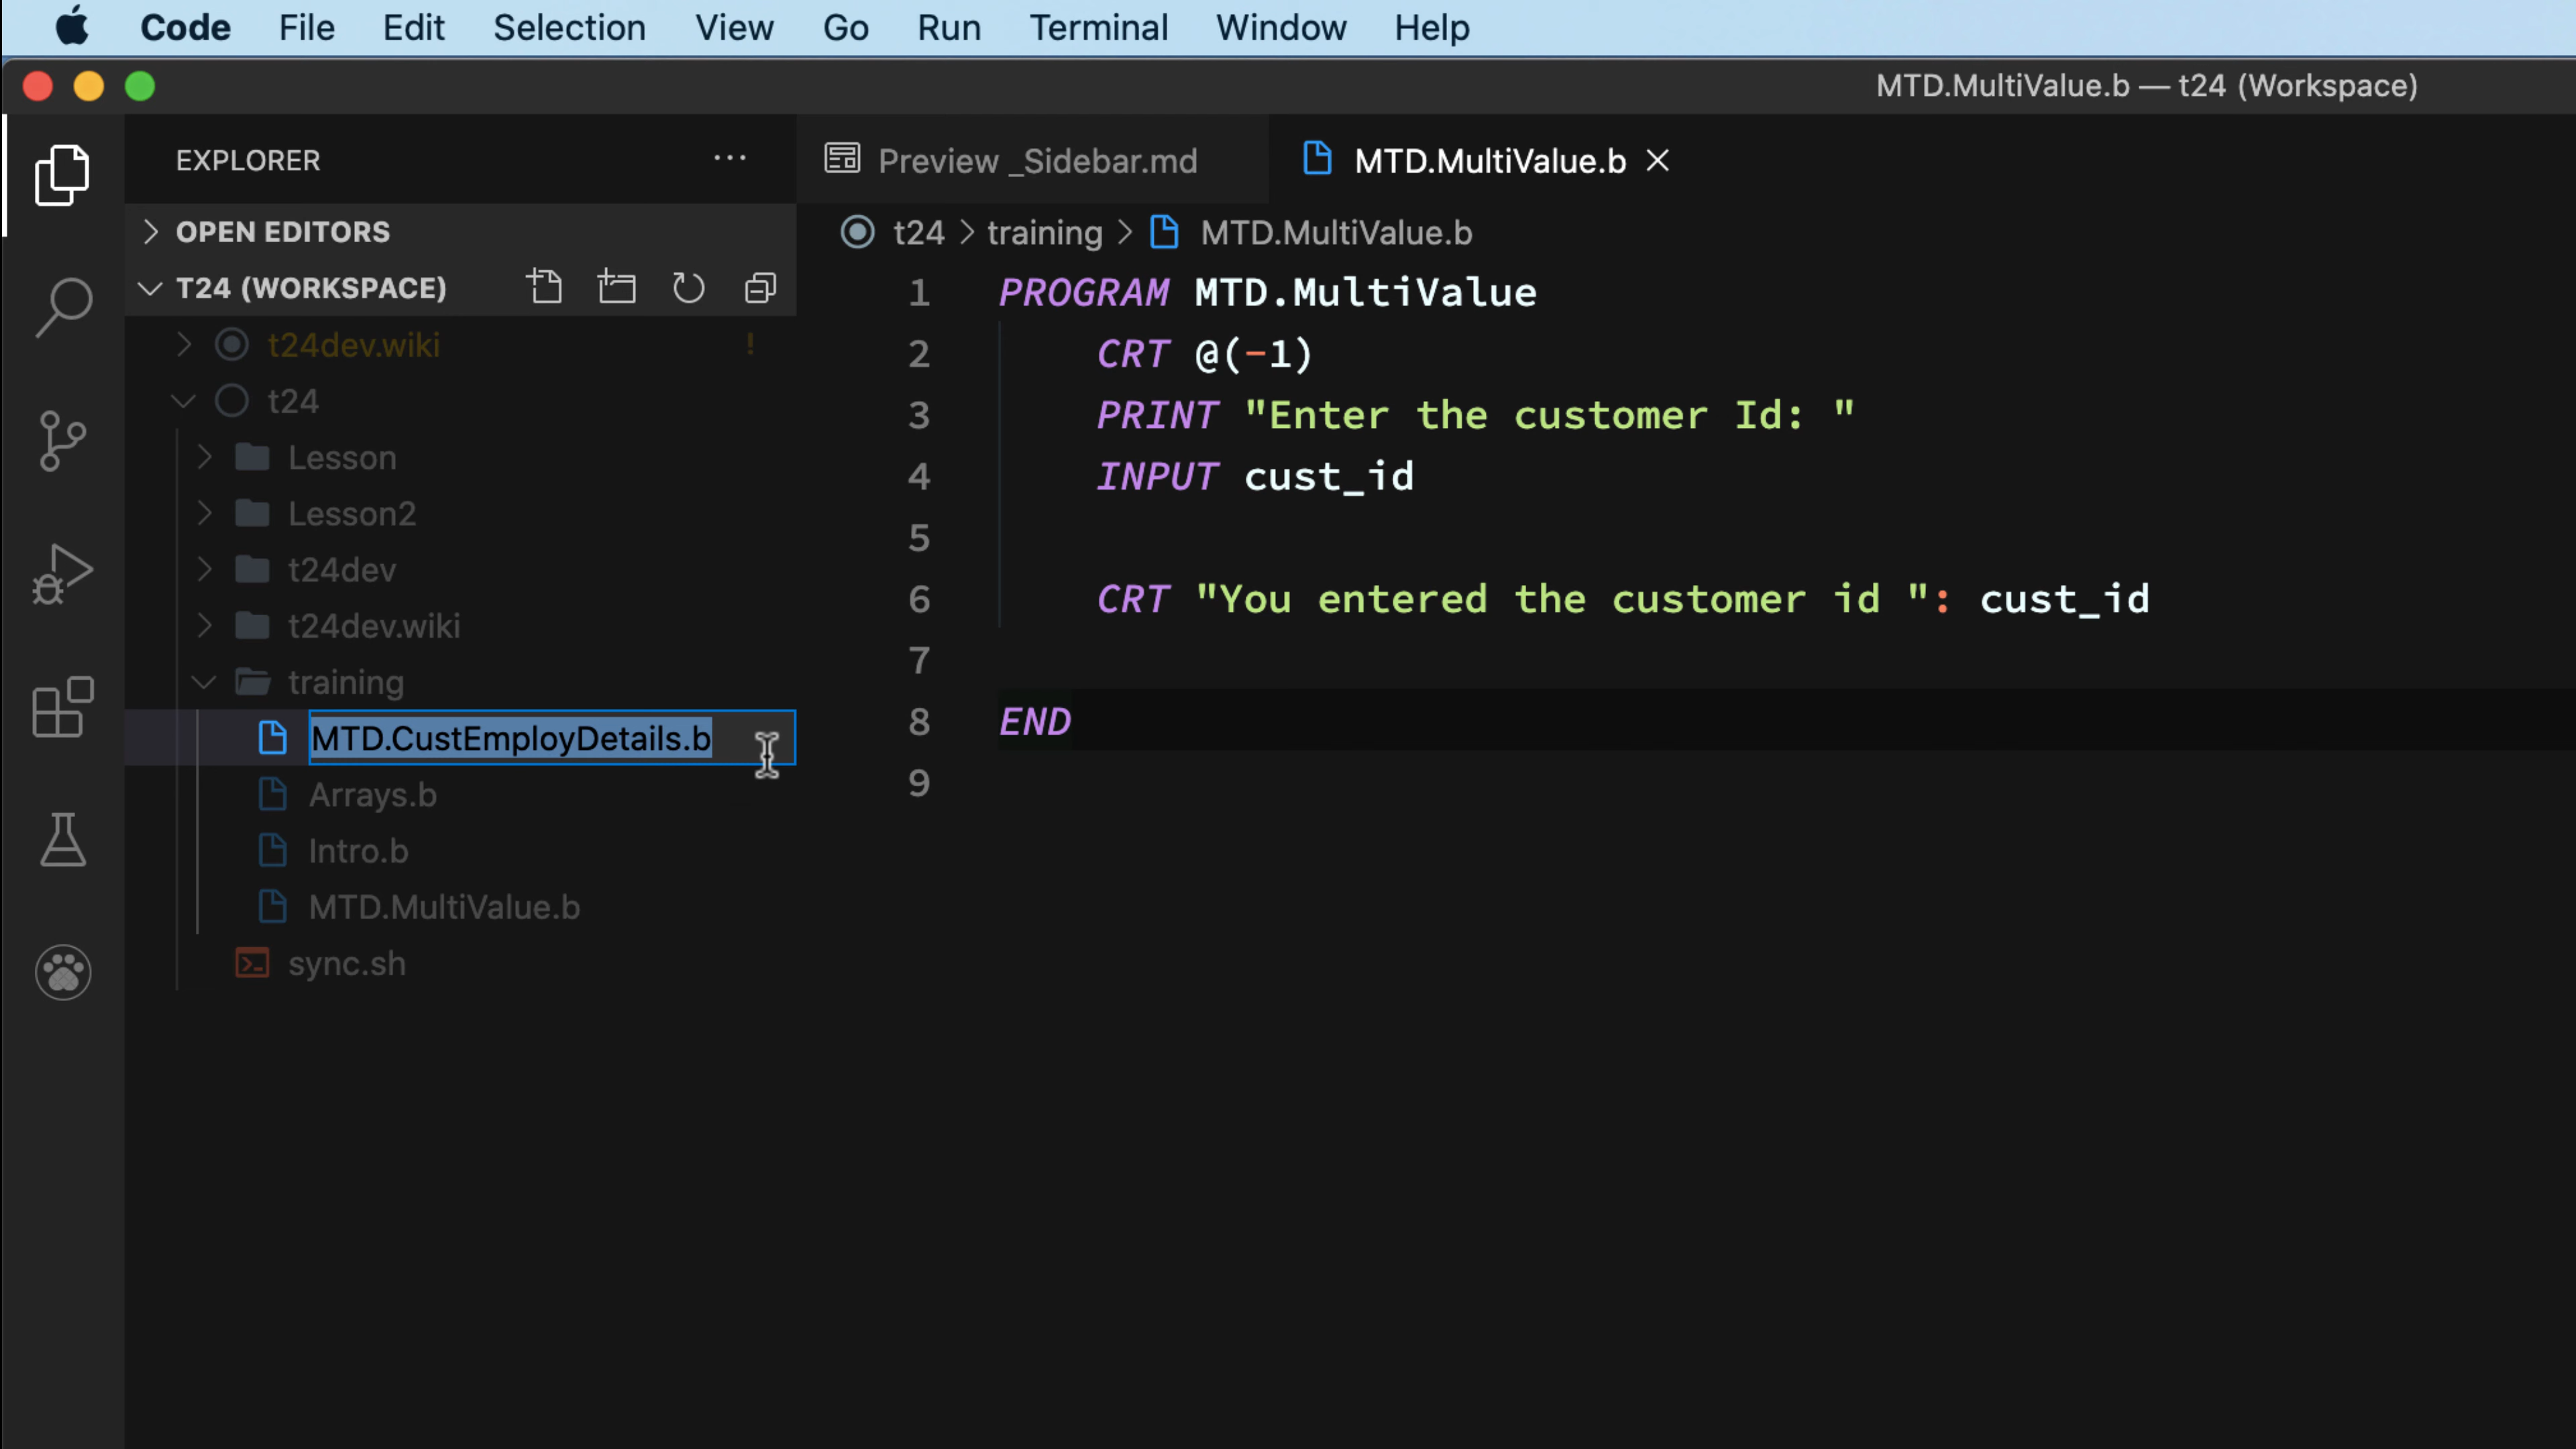 Code File Edit Selection View Go Run Terminal Window Help
MTD.MultiValue.b — t24 (Workspace)
EXPLORER ...
OPEN EDITORS
T24 (WORKSPACE)
t24dev.wiki !
t24
Lesson
Lesson2
t24dev
t24dev.wiki
training
MTD.CustEmployDetails.b
Arrays.b
Intro.b
MTD.MultiValue.b
sync.sh
Preview _Sidebar.md MTD.MultiValue.b
t24 > training > MTD.MultiValue.b
1 PROGRAM MTD.MultiValue
2 CRT @(-1)
3 PRINT "Enter the customer Id: "
4 INPUT cust_id
5
6 CRT "You entered the customer id ": cust_id
7
8 END
9